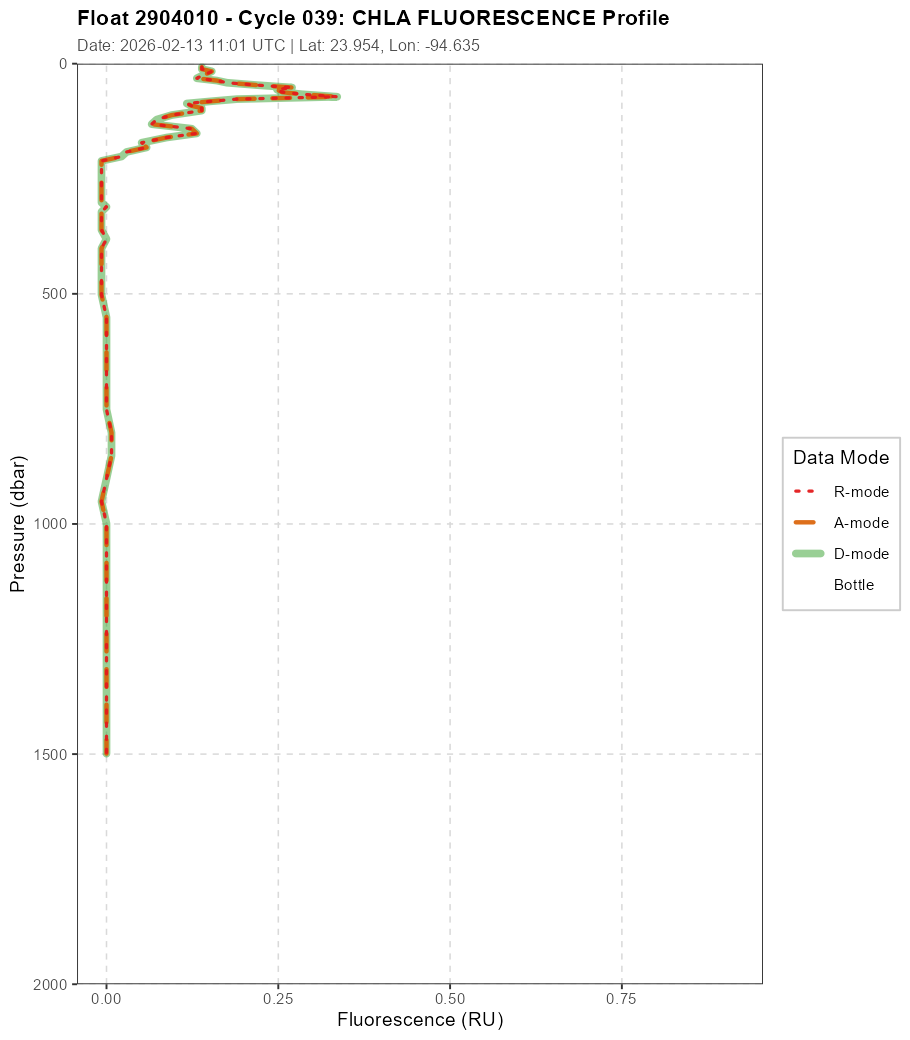 Float 2904010 - Cycle 039: CHLA FLUORESCENCE Profile
Date: 2026-02-13 11:01 UTC | Lat: 23.954, Lon: -94.635
0
500
1000
1500
2000
Pressure (dbar)
0.00 0.25 0.50 0.75
Fluorescence (RU)
Data Mode
R-mode
A-mode
D-mode
Bottle